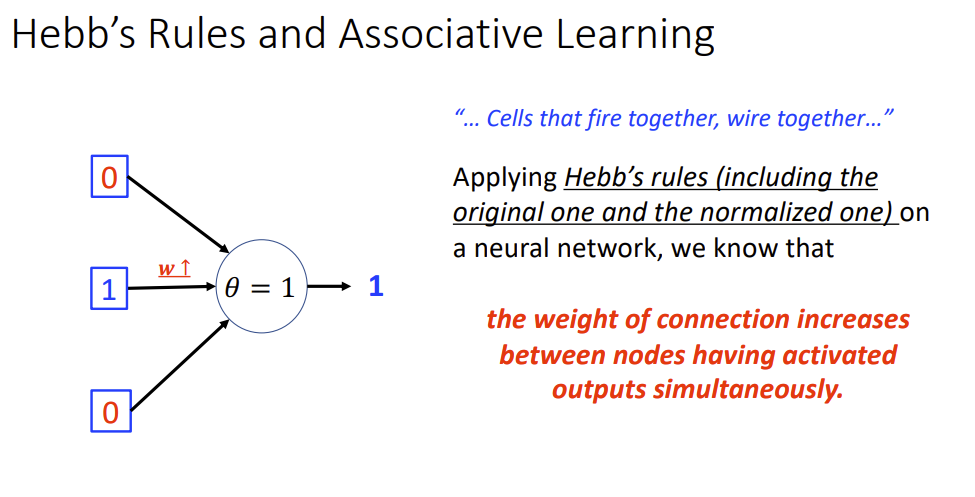 Hebb’s Rules and Associative Learning
“… Cells that fire together, wire together…”
Applying Hebb’s rules (including the
original one and the normalized one) on
a neural network, we know that
the weight of connection increases
between nodes having activated
outputs simultaneously.
0
w ↑
1
θ = 1
1
0